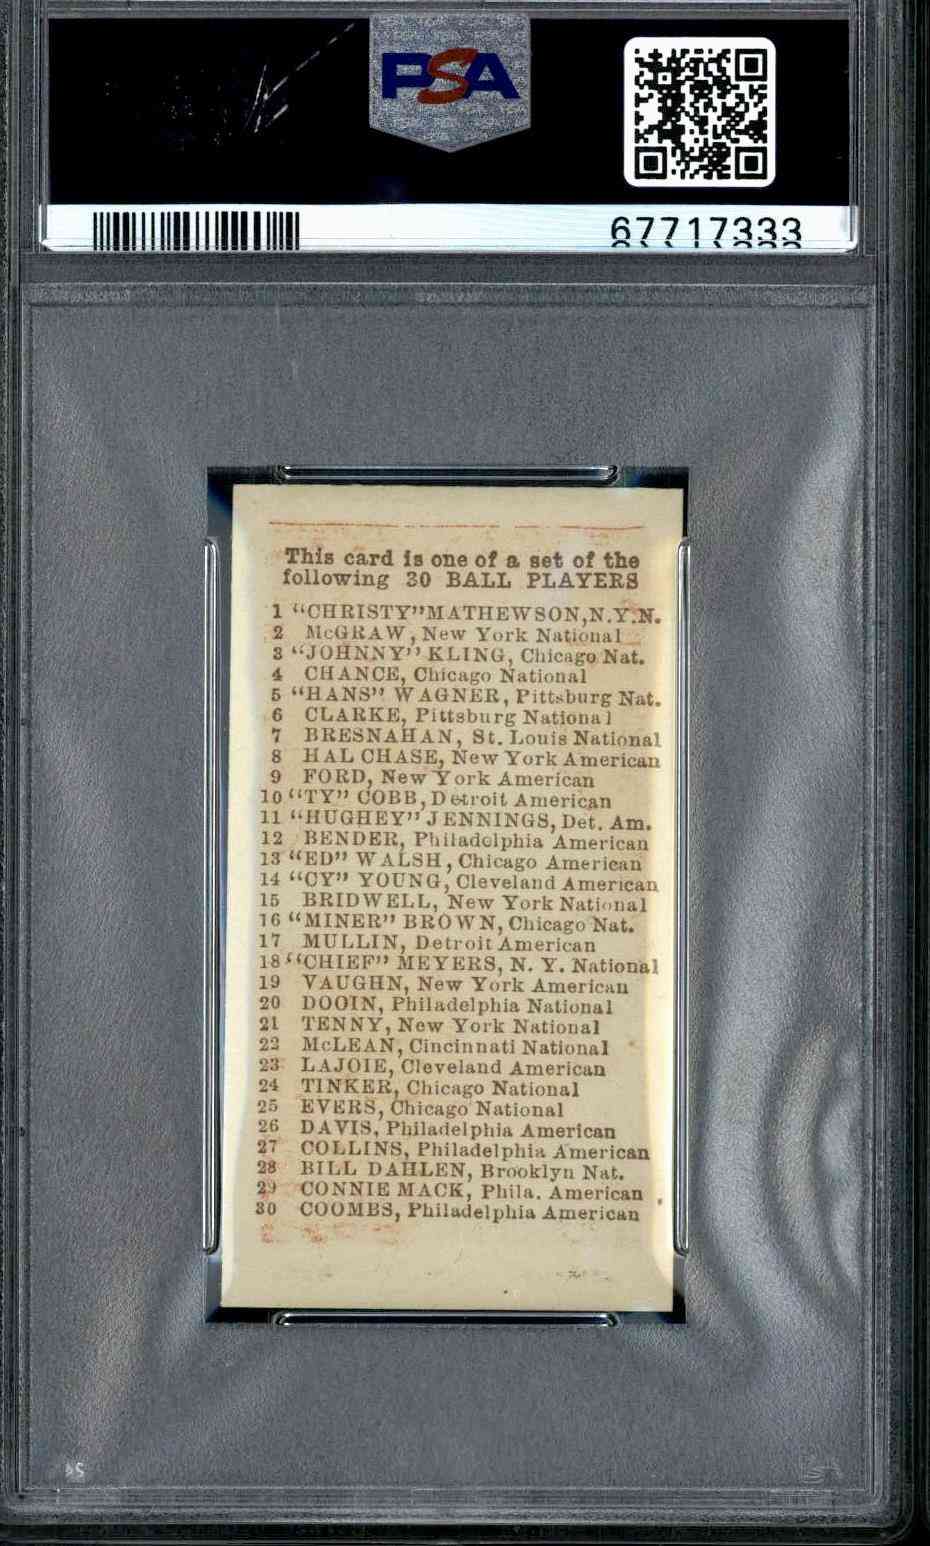 PSA
67717333
This card is one of a set of the
following 30 BALL PLAYERS
1 "CHRISTY" MATHEWSON, N.Y.N.
2 McGRAW, New York National
3 "JOHNNY" KLING, Chicago Nat.
4 CHANCE, Chicago National
5 "HANS" WAGNER, Pittsburg Nat.
6 CLARKE, Pittsburg National
7 BRESNAHAN, St. Louis National
8 HAL CHASE, New York American
9 FORD, New York American
10 "TY" COBB, Detroit American
11 "HUGHEY" JENNINGS, Det. Am.
12 BENDER, Philadelphia American
13 "ED" WALSH, Chicago American
14 "CY" YOUNG, Cleveland American
15 BRIDWELL, New York National
16 "MINER" BROWN, Chicago Nat.
17 MULLIN, Detroit American
18 "CHIEF" MEYERS, N. Y. National
19 VAUGHN, New York American
20 DOOIN, Philadelphia National
21 TENNY, New York National
22 McLEAN, Cincinnati National
23 LAJOIE, Cleveland American
24 TINKER, Chicago National
25 EVERS, Chicago National
26 DAVIS, Philadelphia American
27 COLLINS, Philadelphia American
28 BILL DAHLEN, Brooklyn Nat.
29 CONNIE MACK, Phila. American
30 COOMBS, Philadelphia American